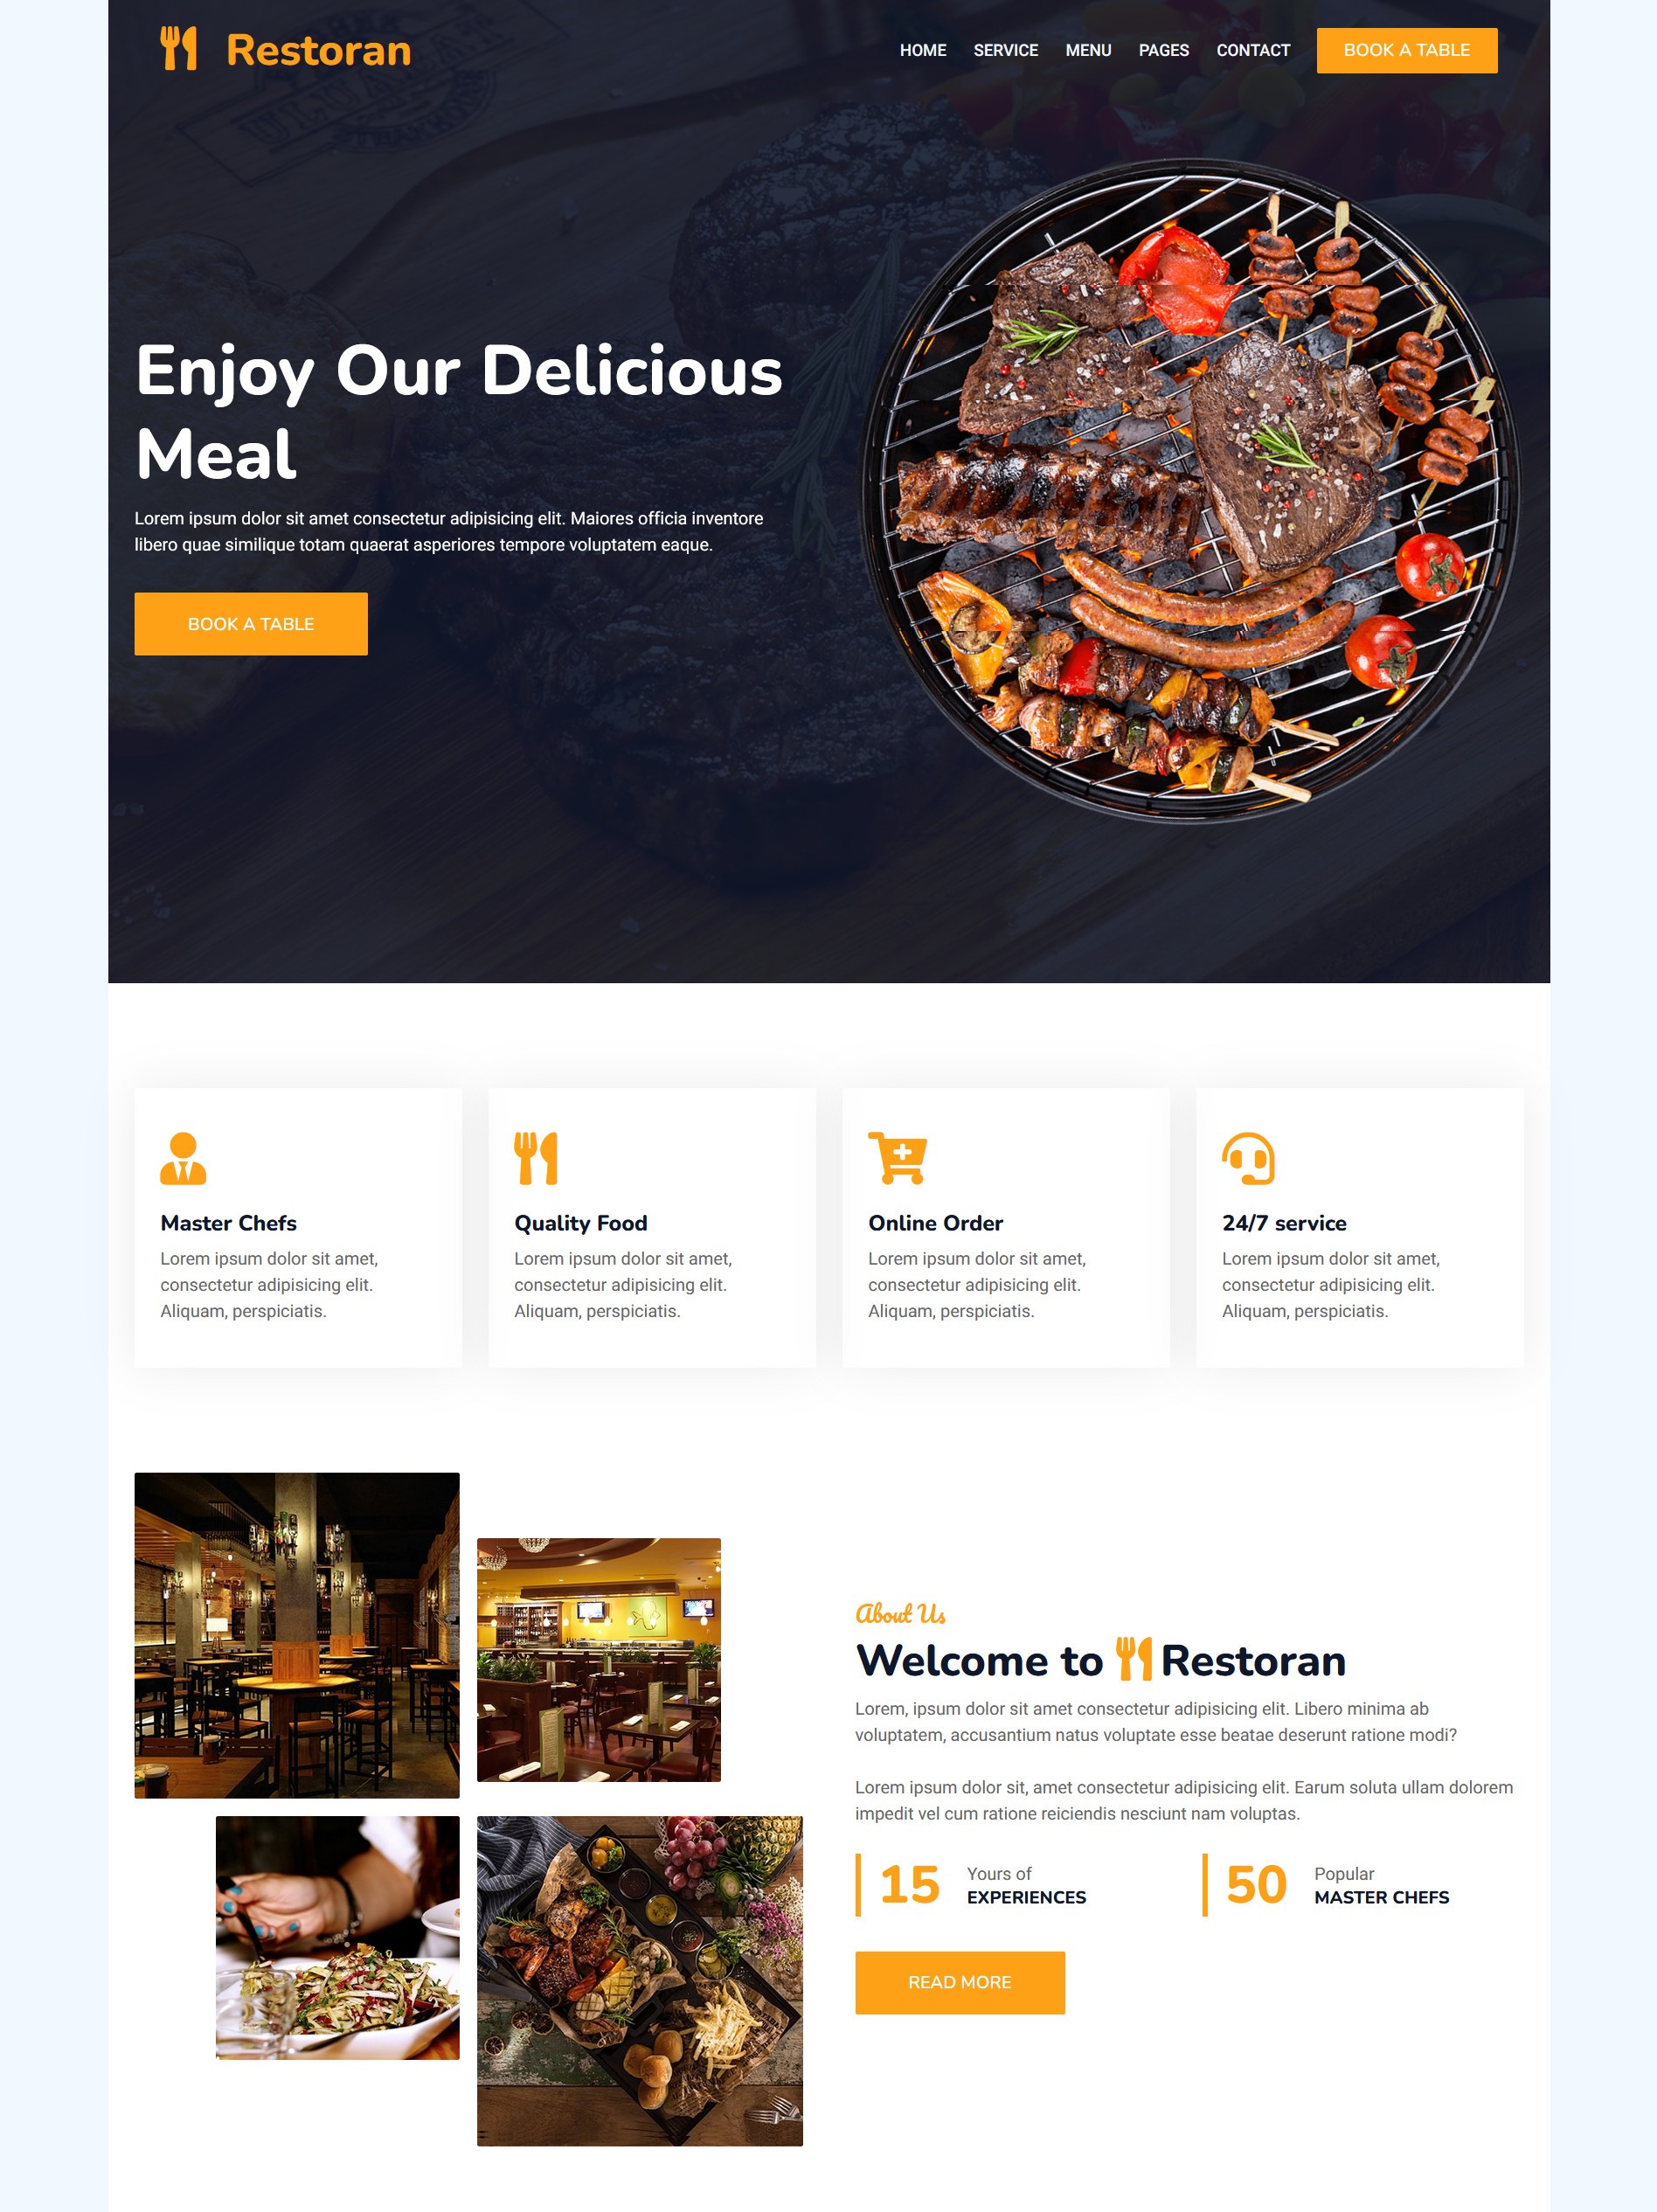 Restoran
HOME SERVICE MENU PAGES CONTACT BOOK A TABLE
Enjoy Our Delicious
Meal
Lorem ipsum dolor sit amet consectetur adipisicing elit. Maiores officia inventore
libero quae similique totam quaerat asperiores tempore voluptatem eaque.
BOOK A TABLE
Master Chefs
Lorem ipsum dolor sit amet,
consectetur adipisicing elit.
Aliquam, perspiciatis.
Quality Food
Lorem ipsum dolor sit amet,
consectetur adipisicing elit.
Aliquam, perspiciatis.
Online Order
Lorem ipsum dolor sit amet,
consectetur adipisicing elit.
Aliquam, perspiciatis.
24/7 service
Lorem ipsum dolor sit amet,
consectetur adipisicing elit.
Aliquam, perspiciatis.
About Us
Welcome to Restoran
Lorem, ipsum dolor sit amet consectetur adipisicing elit. Libero minima ab
voluptatem, accusantium natus voluptate esse beatae deserunt ratione modi?
Lorem ipsum dolor sit, amet consectetur adipisicing elit. Earum soluta ullam dolorem
impedit vel cum ratione reiciendis nesciunt nam voluptas.
15
Yours of
EXPERIENCES
50
Popular
MASTER CHEFS
READ MORE